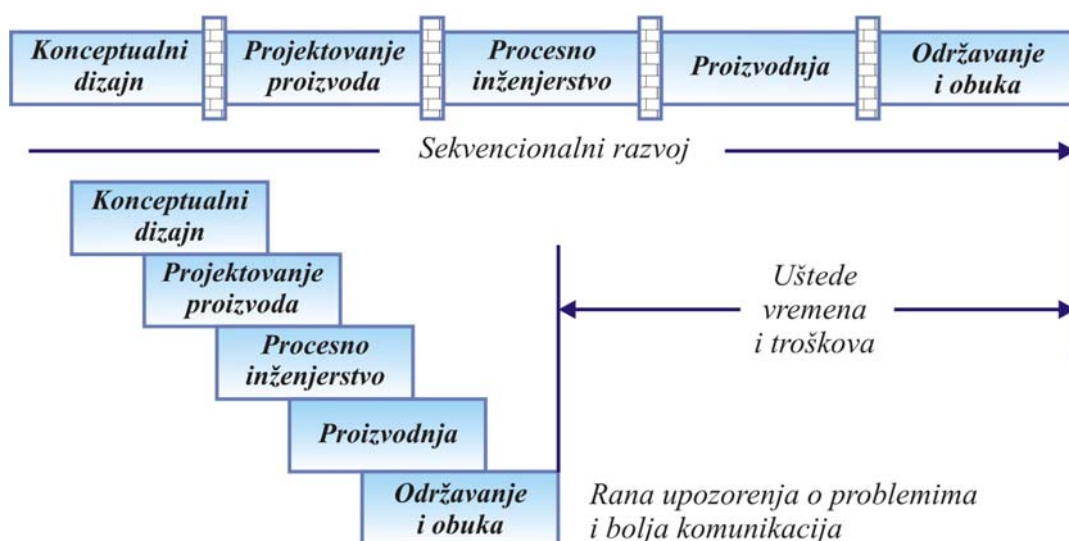 Konceptualni
dizajn
Projektovanje
proizvoda
Procesno
inženjerstvo
Proizvodnja
Održavanje
i obuka
Sekvencionalni razvoj
Konceptualni
dizajn
Projektovanje
proizvoda
Procesno
inženjerstvo
Proizvodnja
Održavanje
i obuka
Uštede
vremena
i troškova
Rana upozorenja o problemima
i bolja komunikacija